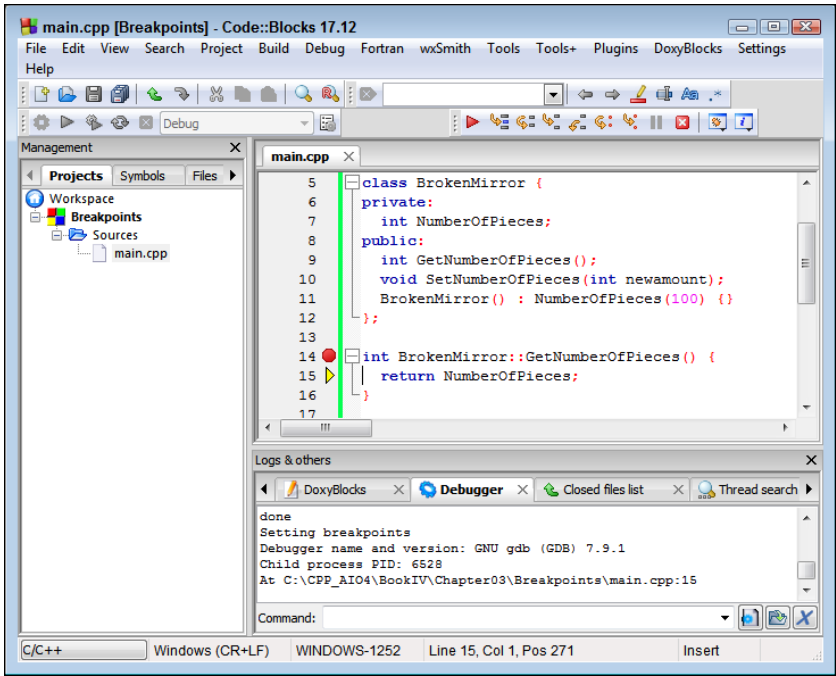 main.cpp [Breakpoints] - Code::Blocks 17.12
File Edit View Search Project Build Debug Fortran wxSmith Tools Tools+ Plugins DoxyBlocks Settings
Help
Debug
Management
Projects Symbols Files
Workspace
Breakpoints
Sources
main.cpp
main.cpp
5 class BrokenMirror {
6 private:
7 int NumberOfPieces;
8 public:
9 int GetNumberOfPieces();
10 void SetNumberOfPieces(int newamount);
11 BrokenMirror() : NumberOfPieces(100) {}
12 };
13
14 int BrokenMirror::GetNumberOfPieces() {
15 return NumberOfPieces;
16 }
17
Logs & others
DoxyBlocks Debugger Closed files list Thread search
done
Setting breakpoints
Debugger name and version: GNU gdb (GDB) 7.9.1
Child process PID: 6528
At C:\CPP_AIO4\BookIV\Chapter03\Breakpoints\main.cpp:15
Command:
C/C++ Windows (CR+LF) WINDOWS-1252 Line 15, Col 1, Pos 271 Insert